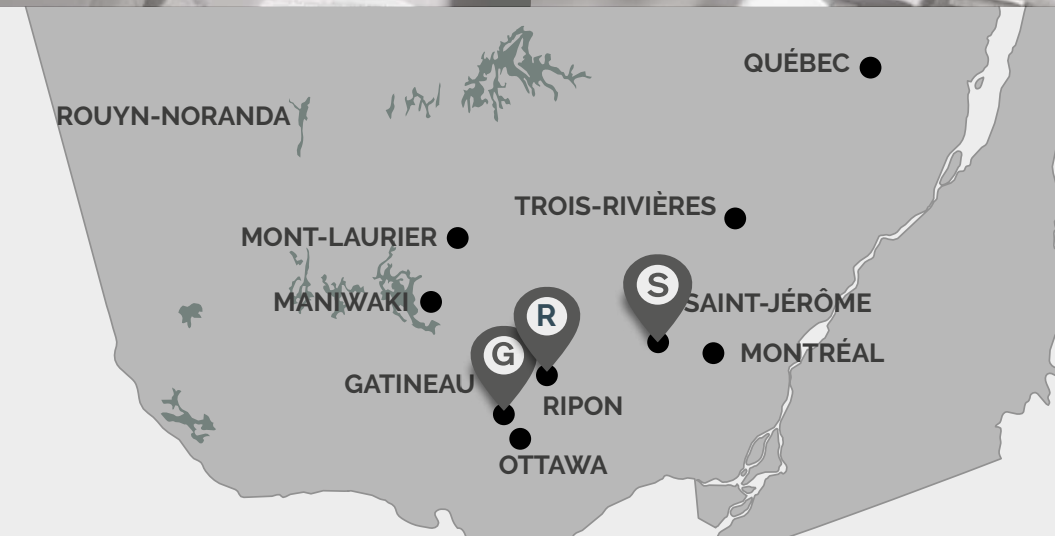 QUÉBEC
ROUYN-NORANDA
TROIS-RIVIÈRES
MONT-LAURIER
S
MANIWAKI
SAINT-JÉRÔME
R
G
MONTRÉAL
GATINEAU
RIPON
OTTAWA